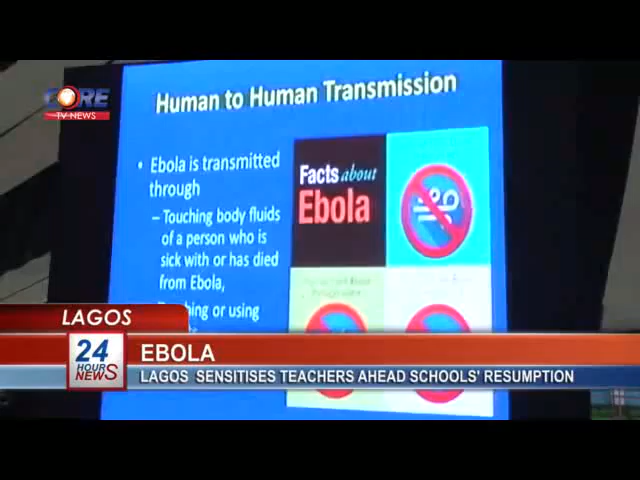 CORE
TV NEWS
Human to Human Transmission
• Ebola is transmitted
through
– Touching body fluids
of a person who is
sick with or has died
from Ebola,
or using
Facts about
Ebola
LAGOS
24
HOUR
NEWS
EBOLA
LAGOS SENSITISES TEACHERS AHEAD SCHOOLS' RESUMPTION